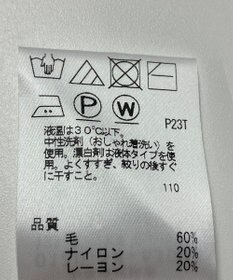 P W
P23T
液温は30℃以下。
中性洗剤（おしゃれ着洗い）を
使用。漂白剤は液体タイプを使
用。よくすすぎ、絞りの後すぐ
に干すこと。
110
品質
毛 60%
ナイロン 20%
レーヨン 20%